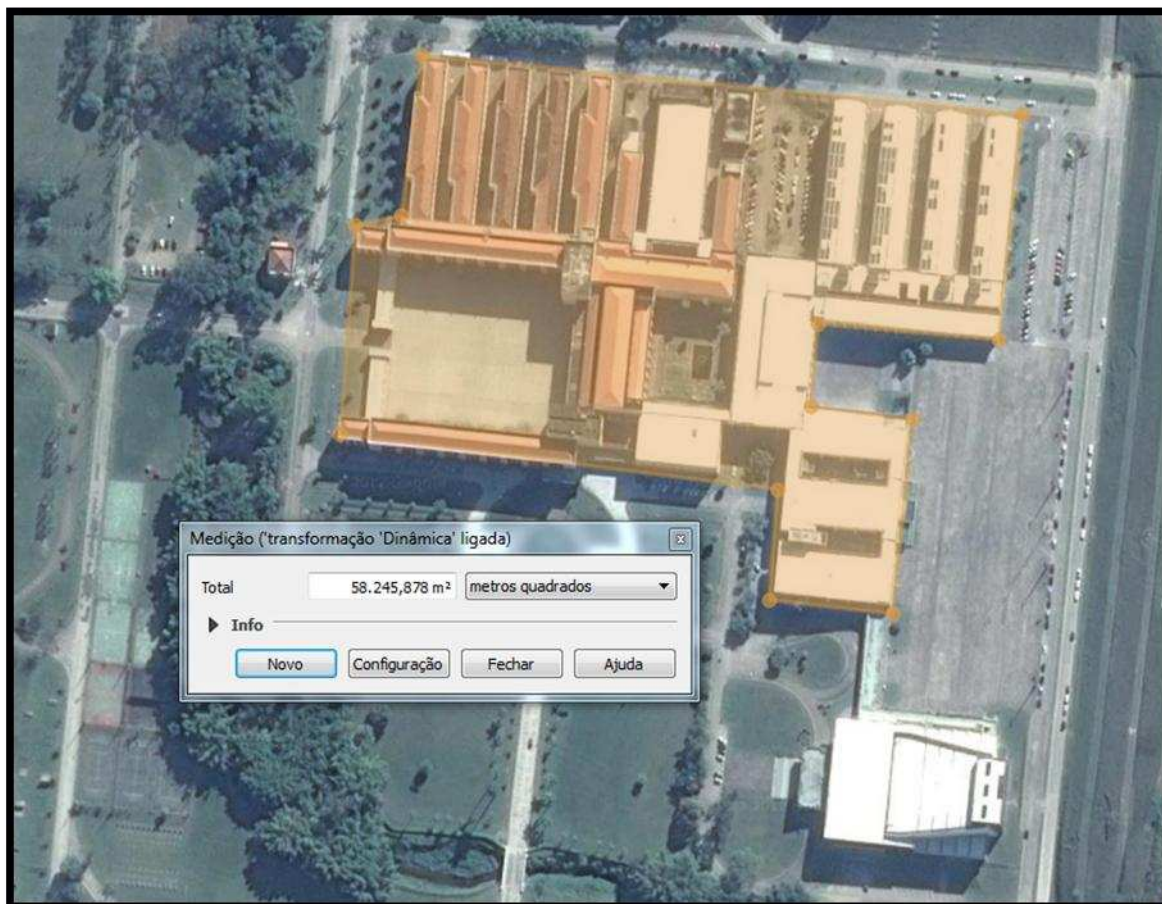 Medição ('transformação 'Dinâmica' ligada)
Total 58.245,878 m² metros quadrados
Info
Novo Configuração Fechar Ajuda